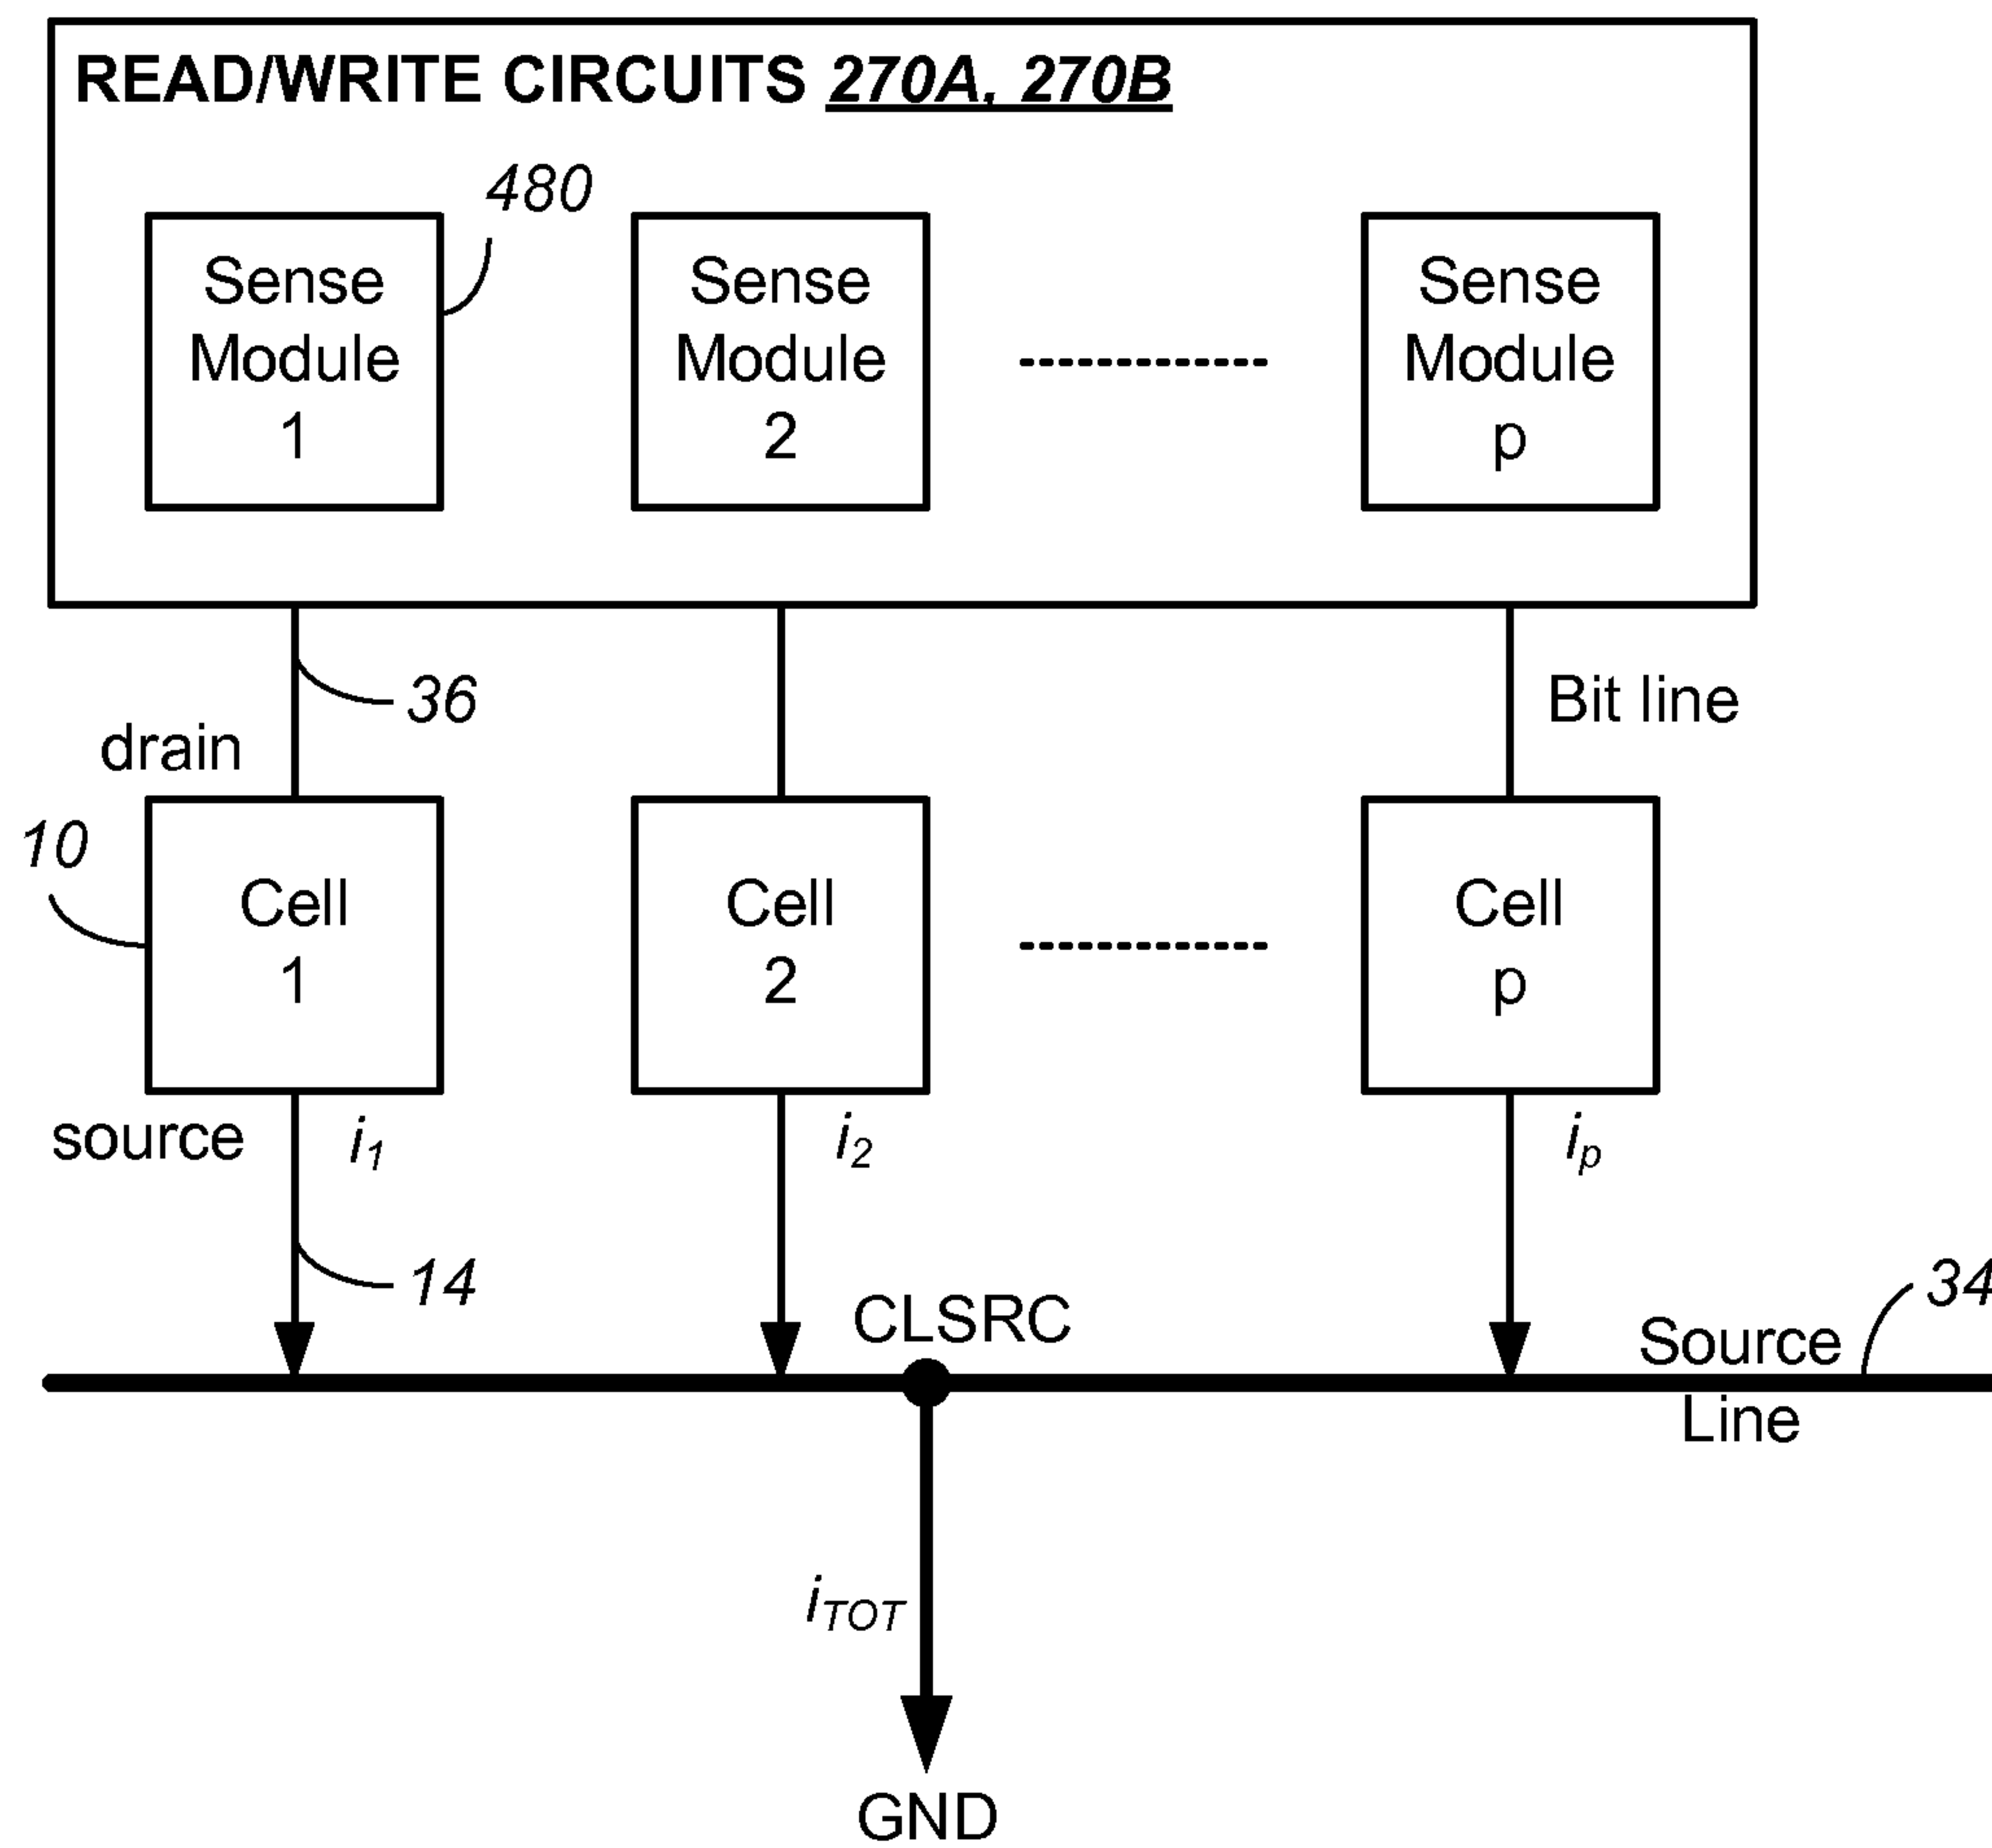 READ/WRITE CIRCUITS 270A, 270B
480
Sense
Module
1
Sense
Module
2
Sense
Module
p
36
Bit line
drain
10
Cell
1
Cell
2
Cell
p
source
i1
i2
ip
14
CLSRC
34
Source
Line
iTOT
GND